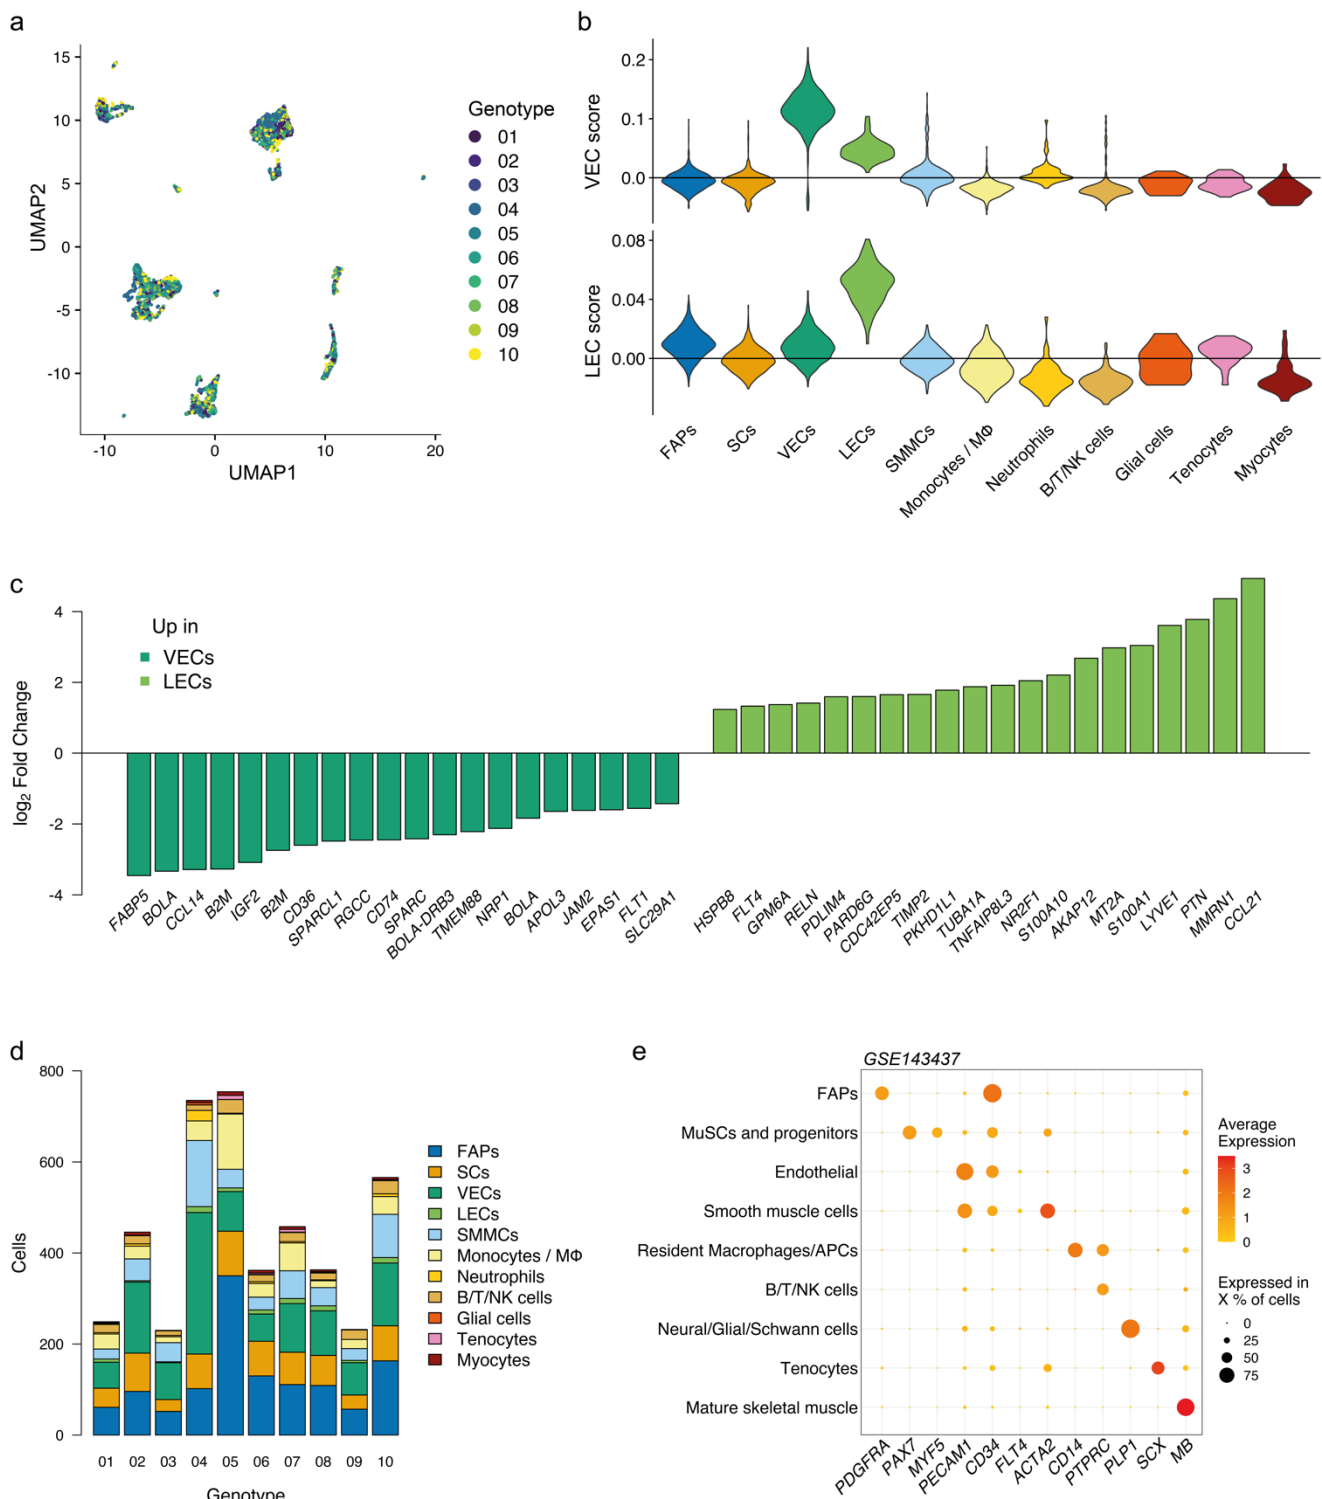 a
15
10
5
0
-5
-10
UMAP2
-10
0
10
20
UMAP1
Genotype
01
02
03
04
05
06
07
08
09
10
b
0.2
0.1
0.0
VEC score
0.08
0.04
0.00
LEC score
FAPs
SCs
VECs
LECs
SMMCs
Monocytes / MΦ
Neutrophils
B/T/NK cells
Glial cells
Tenocytes
Myocytes
c
4
2
0
-2
-4
log2 Fold Change
Up in
VECs
LECs
FABP5
BOLA
CCL14
B2M
IGF2
B2M
CD36
SPARCL1
RGCC
CD74
SPARC
BOLA-DRB3
TMEM88
NRP1
BOLA
APOL3
JAM2
EPAS1
FLT1
SLC29A1
HSPB8
FLT4
GPM6A
RELN
PDLIM4
PARD6G
CDC42EP5
TIMP2
PKHD1L1
TUBA1A
TNFAIP8L3
NR2F1
S100A10
AKAP12
MT2A
S100A1
LYVE1
PTN
MMRN1
CCL21
d
800
600
400
200
0
Cells
01
02
03
04
05
06
07
08
09
10
Genotype
FAPs
SCs
VECs
LECs
SMMCs
Monocytes / MΦ
Neutrophils
B/T/NK cells
Glial cells
Tenocytes
Myocytes
e
GSE143437
FAPs
MuSCs and progenitors
Endothelial
Smooth muscle cells
Resident Macrophages/APCs
B/T/NK cells
Neural/Glial/Schwann cells
Tenocytes
Mature skeletal muscle
PDGFRA
PAX7
MYF5
PECAM1
CD34
FLT4
ACTA2
CD14
PTPRC
PLP1
SCX
MB
Average
Expression
3
2
1
0
Expressed in
X % of cells
0
25
50
75